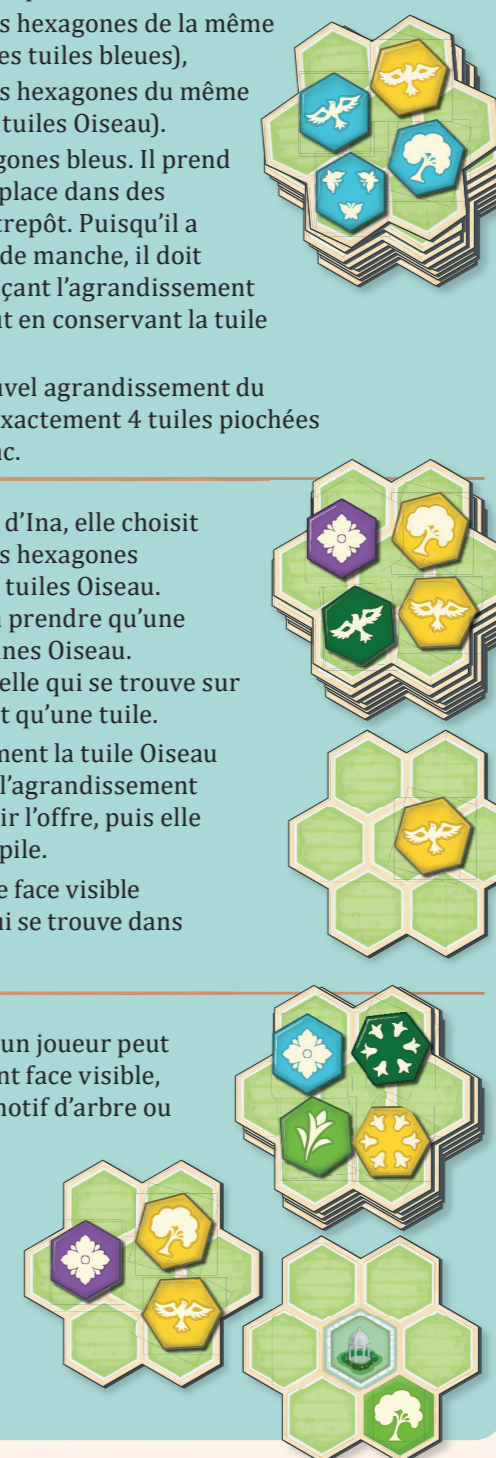 s hexagones de la même
es tuiles bleues),
s hexagones du même
tuiles Oiseau).
gones bleus. Il prend
place dans des
trepôt. Puisqu'il a
de manche, il doit
çant l'agrandissement
ut en conservant la tuile
uvel agrandissement du
exactement 4 tuiles piochées
c.
d'Ina, elle choisit
s hexagones
tuiles Oiseau.
prendre qu'une
nes Oiseau.
elle qui se trouve sur
t qu'une tuile.
ment la tuile Oiseau
l'agrandissement
ir l'offre, puis elle
pile.
e face visible
ui se trouve dans
un joueur peut
nt face visible,
motif d'arbre ou